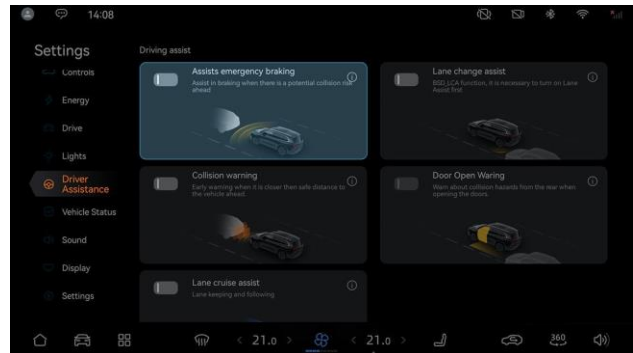 14:08
Settings
Driving assist
Controls
Energy
Drive
Lights
Driver
Assistance
Vehicle Status
Sound
Display
Settings
Assists emergency braking
Assist in braking when there is a potential collision risk
ahead
Lane change assist
BSD,LCA function, it is necessary to turn on Lane
Assist first
Collision warning
Early warning when it is closer then safe distance to
the vehicle ahead.
Door Open Waring
Warn about collision hazards from the rear when
opening the doors.
Lane cruise assist
Lane keeping and following
< 21.0 >
< 21.0 >
360